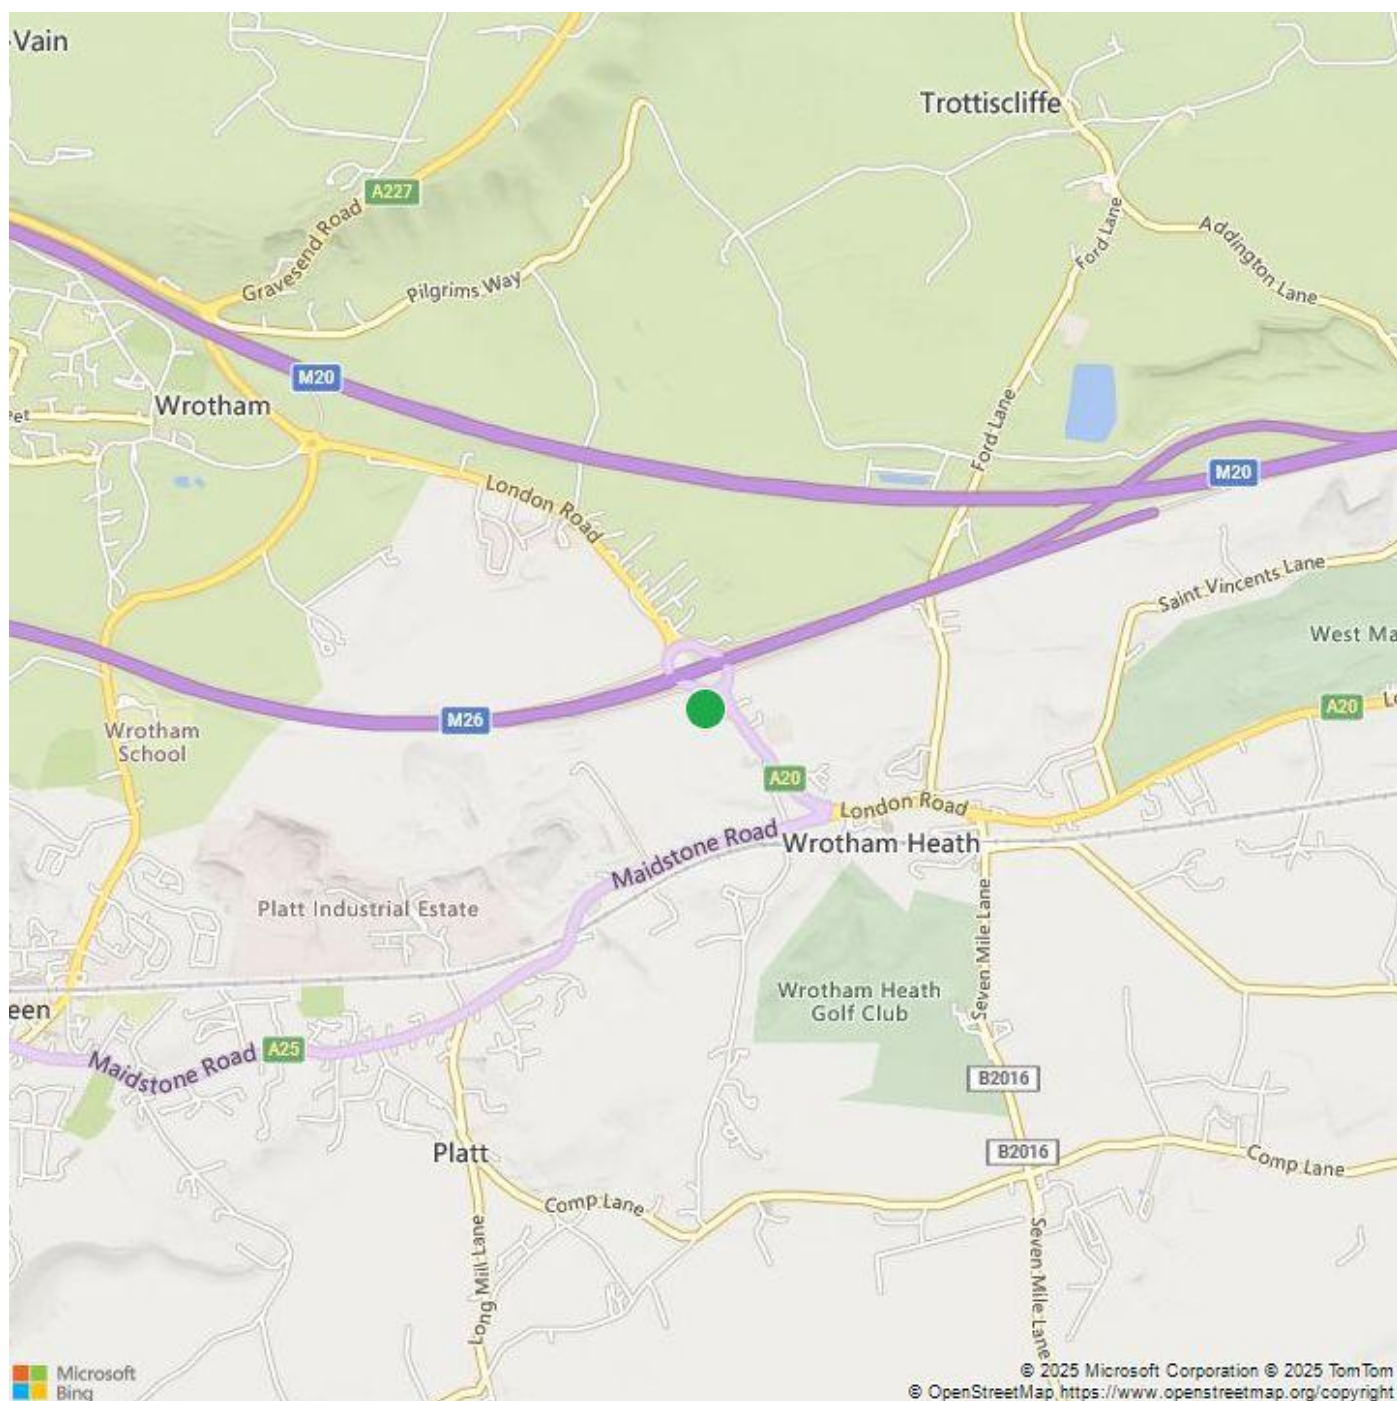 -Vain
Trottiscliffe
A227
Gravesend Road
Pilgrims Way
Ford Lane
Addington Lane
M20
Wrotham
Ford Lane
M20
London Road
Saint Vincents Lane
West Ma
A20
M26
Wrotham
School
A20
London Road
Wrotham Heath
Maidstone Road
Platt Industrial Estate
Seven Mile Lane
Wrotham Heath
Golf Club
een
Maidstone Road
A25
B2016
B2016
Platt
Comp Lane
Comp Lane
Long Mill Lane
Seven Mile Lane
Microsoft
Bing
© 2025 Microsoft Corporation © 2025 TomTom
© OpenStreetMap https://www.openstreetmap.org/copyright